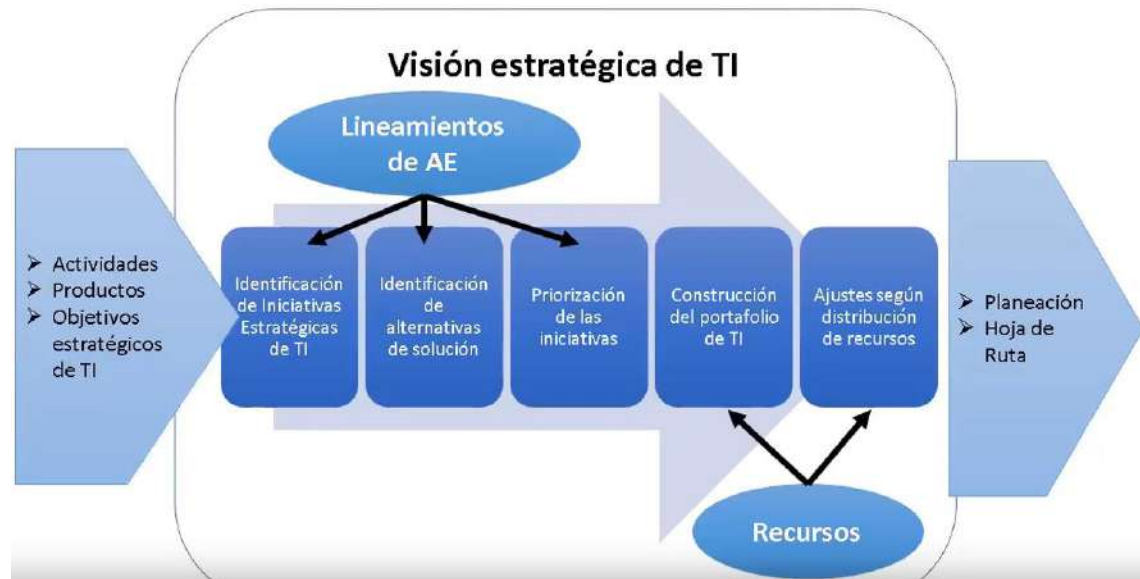 Visión estratégica de TI
Lineamientos
de AE
➢ Actividades
➢ Productos
➢ Objetivos
estratégicos
de TI
Identificación
de Iniciativas
Estratégicas
de TI
Identificación
de
alternativas
de solución
Priorización
de las
iniciativas
Construcción
del portafolio
de TI
Ajustes según
distribución
de recursos
➢ Planeación
➢ Hoja de
Ruta
Recursos